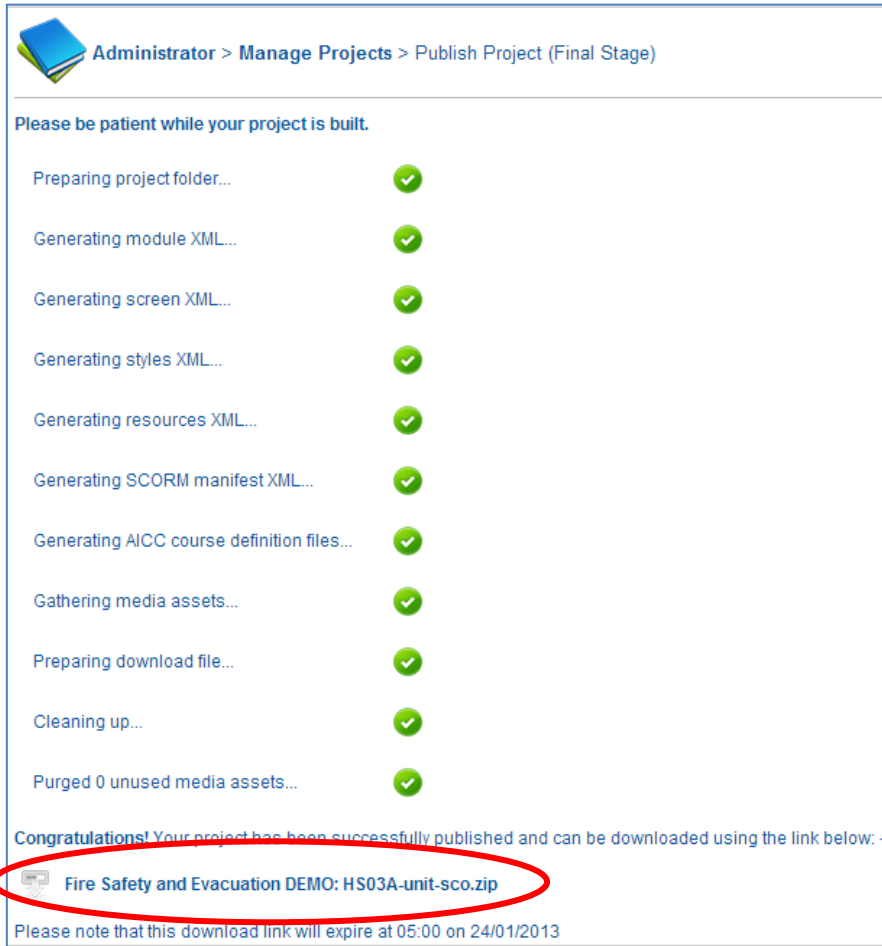 Administrator > Manage Projects > Publish Project (Final Stage)
Please be patient while your project is built.
Preparing project folder...
Generating module XML...
Generating screen XML...
Generating styles XML...
Generating resources XML...
Generating SCORM manifest XML...
Generating AICC course definition files...
Gathering media assets...
Preparing download file...
Cleaning up...
Purged 0 unused media assets...
Congratulations! Your project has been successfully published and can be downloaded using the link below: -
Fire Safety and Evacuation DEMO: HS03A-unit-sco.zip
Please note that this download link will expire at 05:00 on 24/01/2013